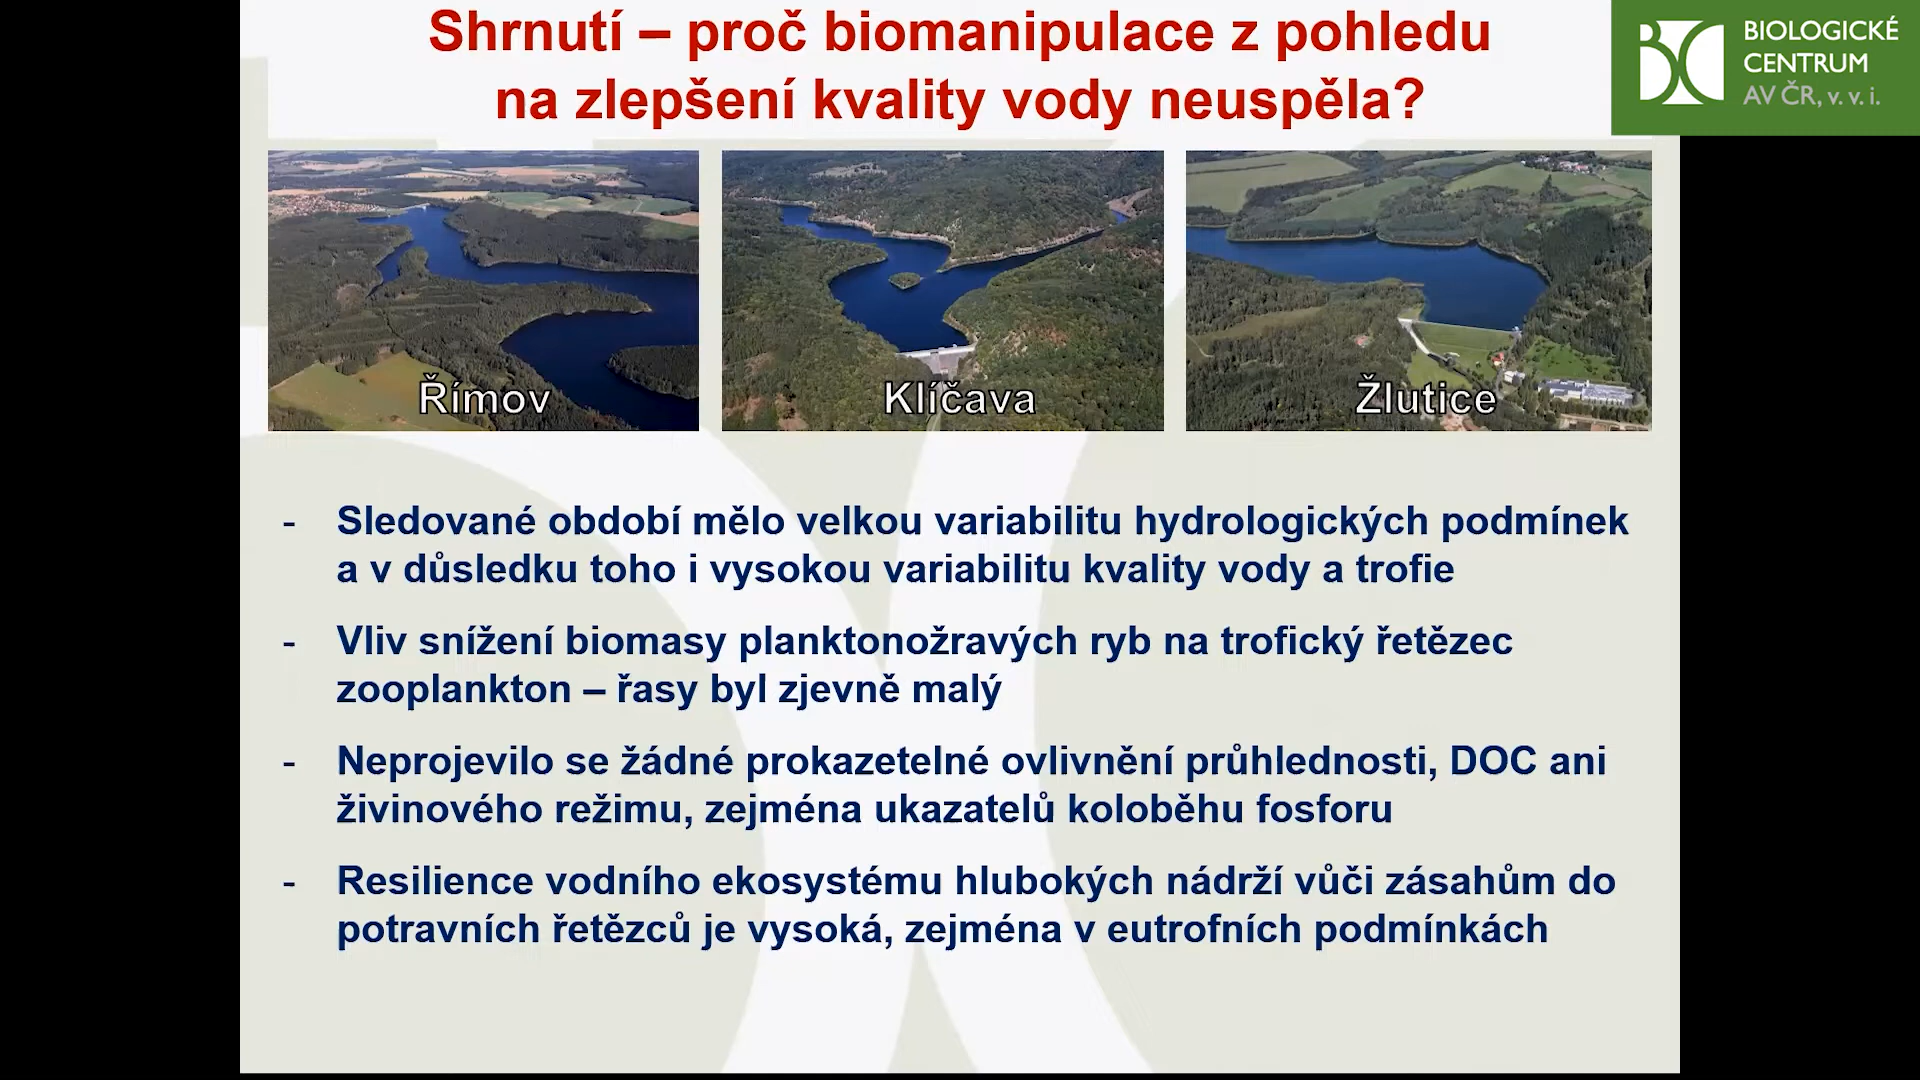 Shrnutí – proč biomanipulace z pohledu
na zlepšení kvality vody neuspěla?
BIOLOGICKÉ
CENTRUM
AV ČR, v. v. i.
Římov
Klíčava
Žlutice
- Sledované období mělo velkou variabilitu hydrologických podmínek
a v důsledku toho i vysokou variabilitu kvality vody a trofie
- Vliv snížení biomasy planktonožravých ryb na trofický řetězec
zooplankton – řasy byl zjevně malý
- Neprojevilo se žádné prokazetelné ovlivnění průhlednosti, DOC ani
živinového režimu, zejména ukazatelů koloběhu fosforu
- Resilience vodního ekosystému hlubokých nádrží vůči zásahům do
potravních řetězců je vysoká, zejména v eutrofních podmínkách